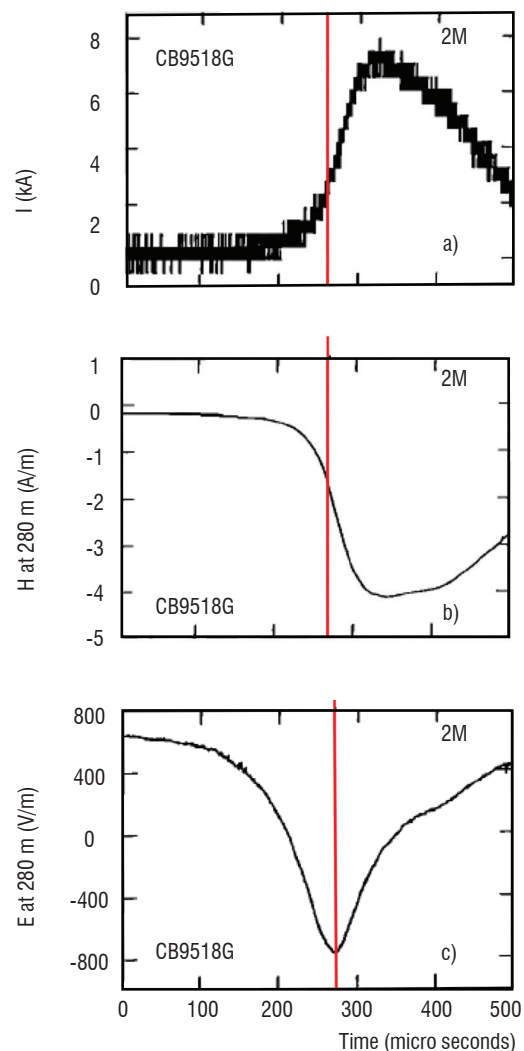 8
2M
CB9518G
6
I (kA)
4
2
a)
0
1
2M
0
-1
H at 280 m (A/m)
-2
-3
-4
CB9518G
b)
-5
800
2M
400
E at 280 m (V/m)
0
-400
CB9518G
c)
-800
0 100 200 300 400 500
Time (micro seconds)